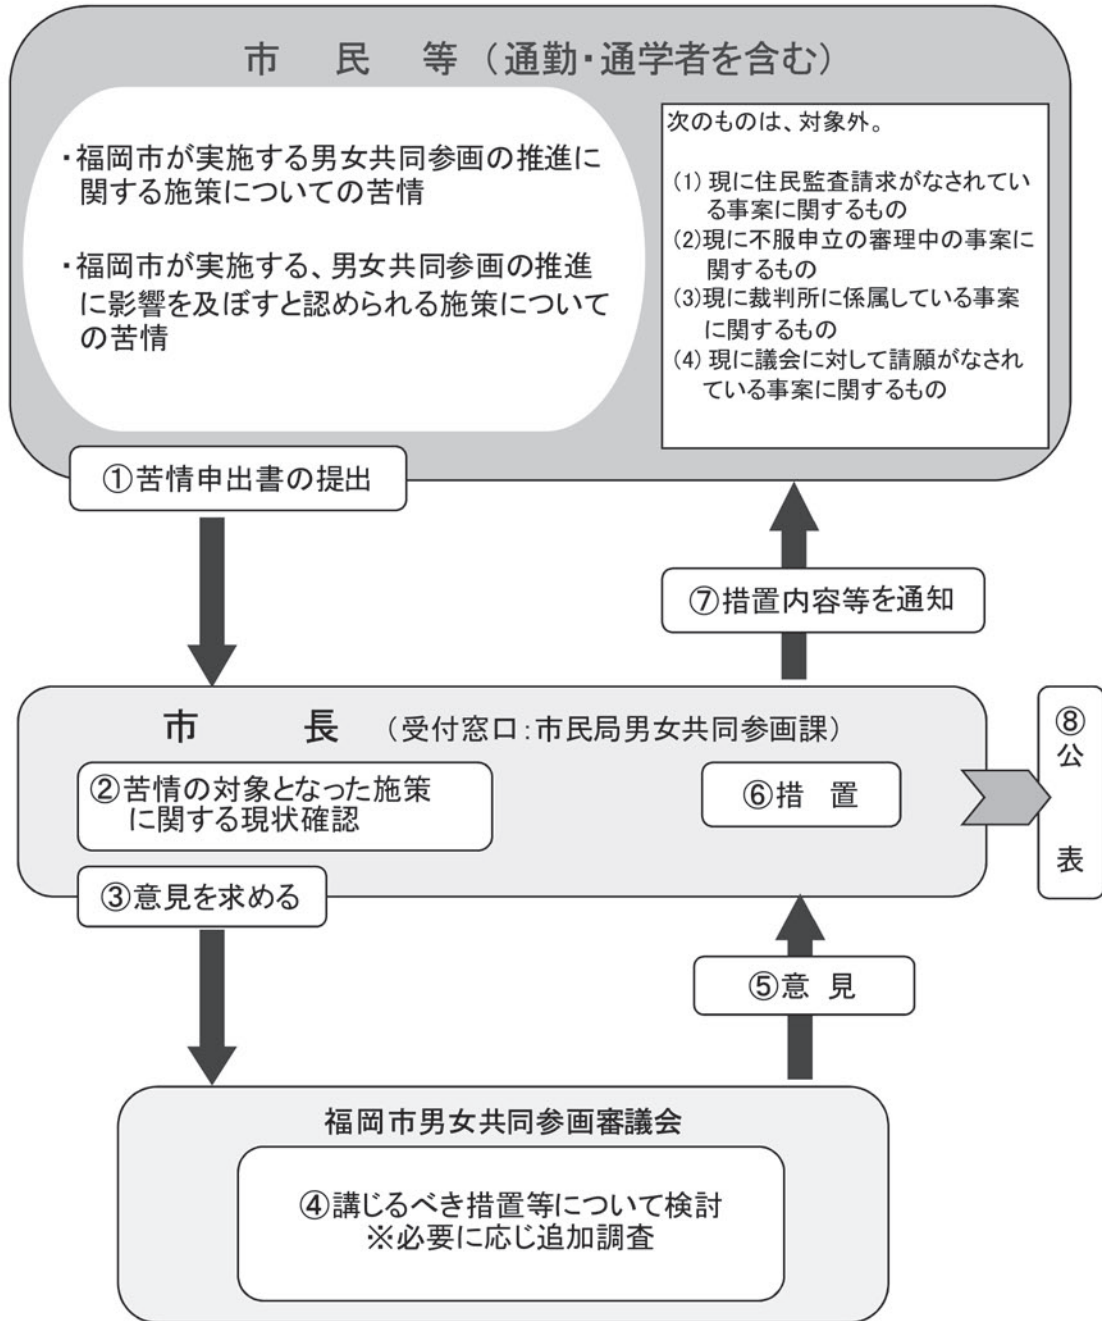 市　民　等（通勤・通学者を含む）
・福岡市が実施する男女共同参画の推進に
関する施策についての苦情
・福岡市が実施する、男女共同参画の推進
に影響を及ぼすと認められる施策について
の苦情
次のものは、対象外。
(1) 現に住民監査請求がなされてい
る事案に関するもの
(2)現に不服申立の審理中の事案に
関するもの
(3)現に裁判所に係属している事案
に関するもの
(4) 現に議会に対して請願がなされ
ている事案に関するもの
①苦情申出書の提出
⑦措置内容等を通知
市　長　（受付窓口：市民局男女共同参画課）
②苦情の対象となった施策
に関する現状確認
⑥措　置
⑧公　表
③意見を求める
⑤意 見
福岡市男女共同参画審議会
④講じるべき措置等について検討
※必要に応じ追加調査